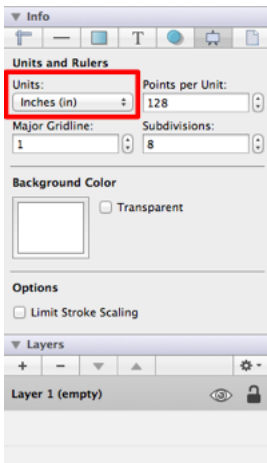 Info
T
Units and Rulers
Units: Points per Unit:
Inches (in) 128
Major Gridline: Subdivisions:
1 8
Background Color
Transparent
Options
Limit Stroke Scaling
Layers
+ −
Layer 1 (empty)